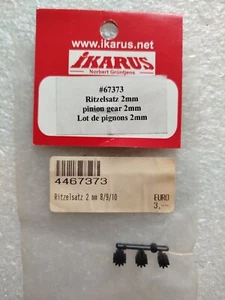 www.ikarus.net
iKARUS
Norbert Grüntjens
#67373
Ritzelsatz 2mm
pinion gear 2mm
Lot de pignons 2mm
4467373
Ritzelsatz 2 mm 8/9/10 EURO
3,—